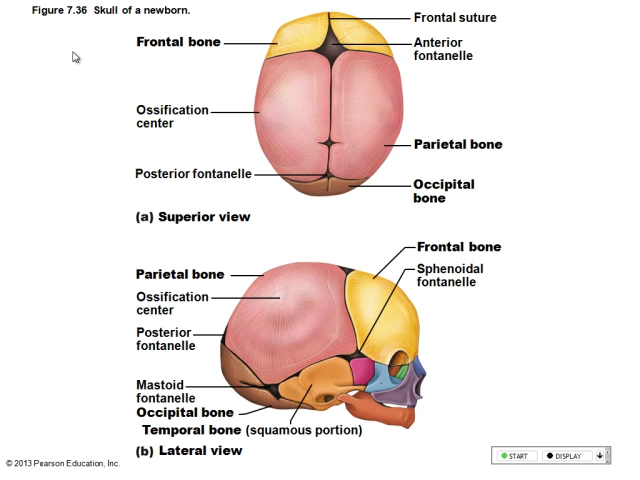 Figure 7.36 Skull of a newborn.
Frontal suture
Frontal bone
Anterior
fontanelle
Ossification
center
Parietal bone
Posterior fontanelle
Occipital
bone
(a) Superior view
Frontal bone
Parietal bone
Sphenoidal
fontanelle
Ossification
center
Posterior
fontanelle
Mastoid
fontanelle
Occipital bone
Temporal bone (squamous portion)
(b) Lateral view
START
DISPLAY
© 2013 Pearson Education, Inc.